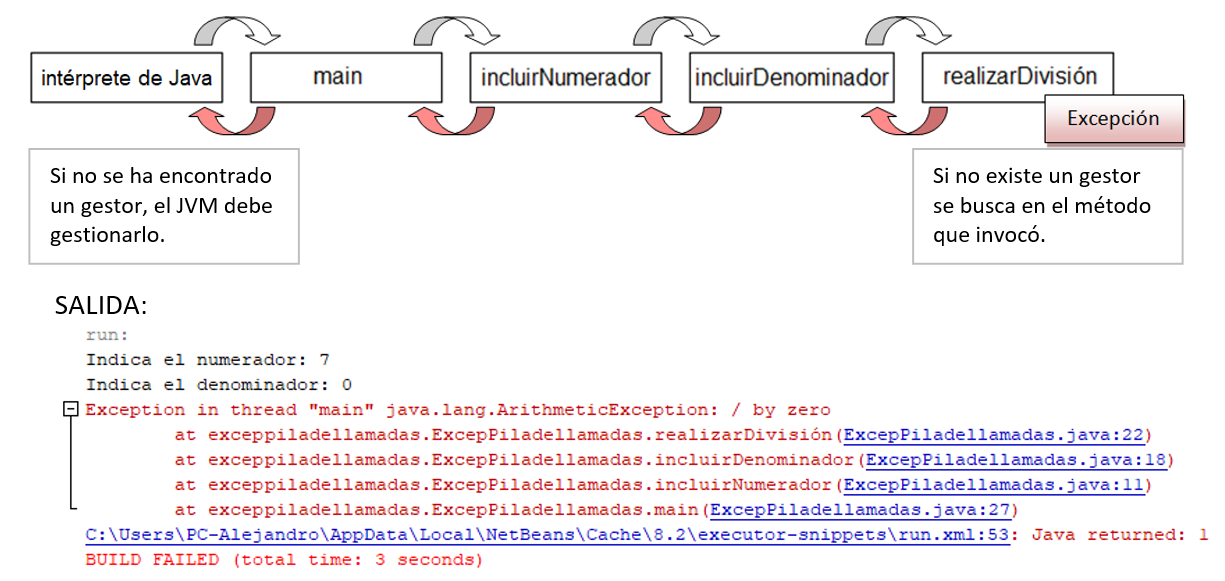 intérprete de Java
main
incluirNumerador
incluirDenominador
realizarDivisión
Excepción
Si no se ha encontrado
un gestor, el JVM debe
gestionarlo.
Si no existe un gestor
se busca en el método
que invocó.
SALIDA:
run:
Indica el numerador: 7
Indica el denominador: 0
Exception in thread "main" java.lang.ArithmeticException: / by zero
at exceppiladellamadas.ExcepPiladellamadas.realizarDivisión(ExcepPiladellamadas.java:22)
at exceppiladellamadas.ExcepPiladellamadas.incluirDenominador(ExcepPiladellamadas.java:18)
at exceppiladellamadas.ExcepPiladellamadas.incluirNumerador(ExcepPiladellamadas.java:11)
at exceppiladellamadas.ExcepPiladellamadas.main(ExcepPiladellamadas.java:27)
C:\Users\PC-Alejandro\AppData\Local\NetBeans\Cache\8.2\executor-snippets\run.xml:53: Java returned: 1
BUILD FAILED (total time: 3 seconds)